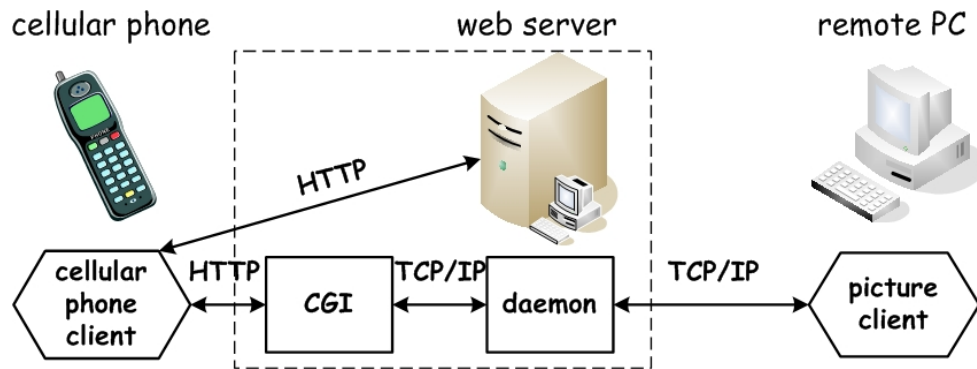 cellular phone
web server
remote PC
PHONE
HTTP
HTTP
TCP/IP
TCP/IP
cellular
phone
client
CGI
daemon
picture
client